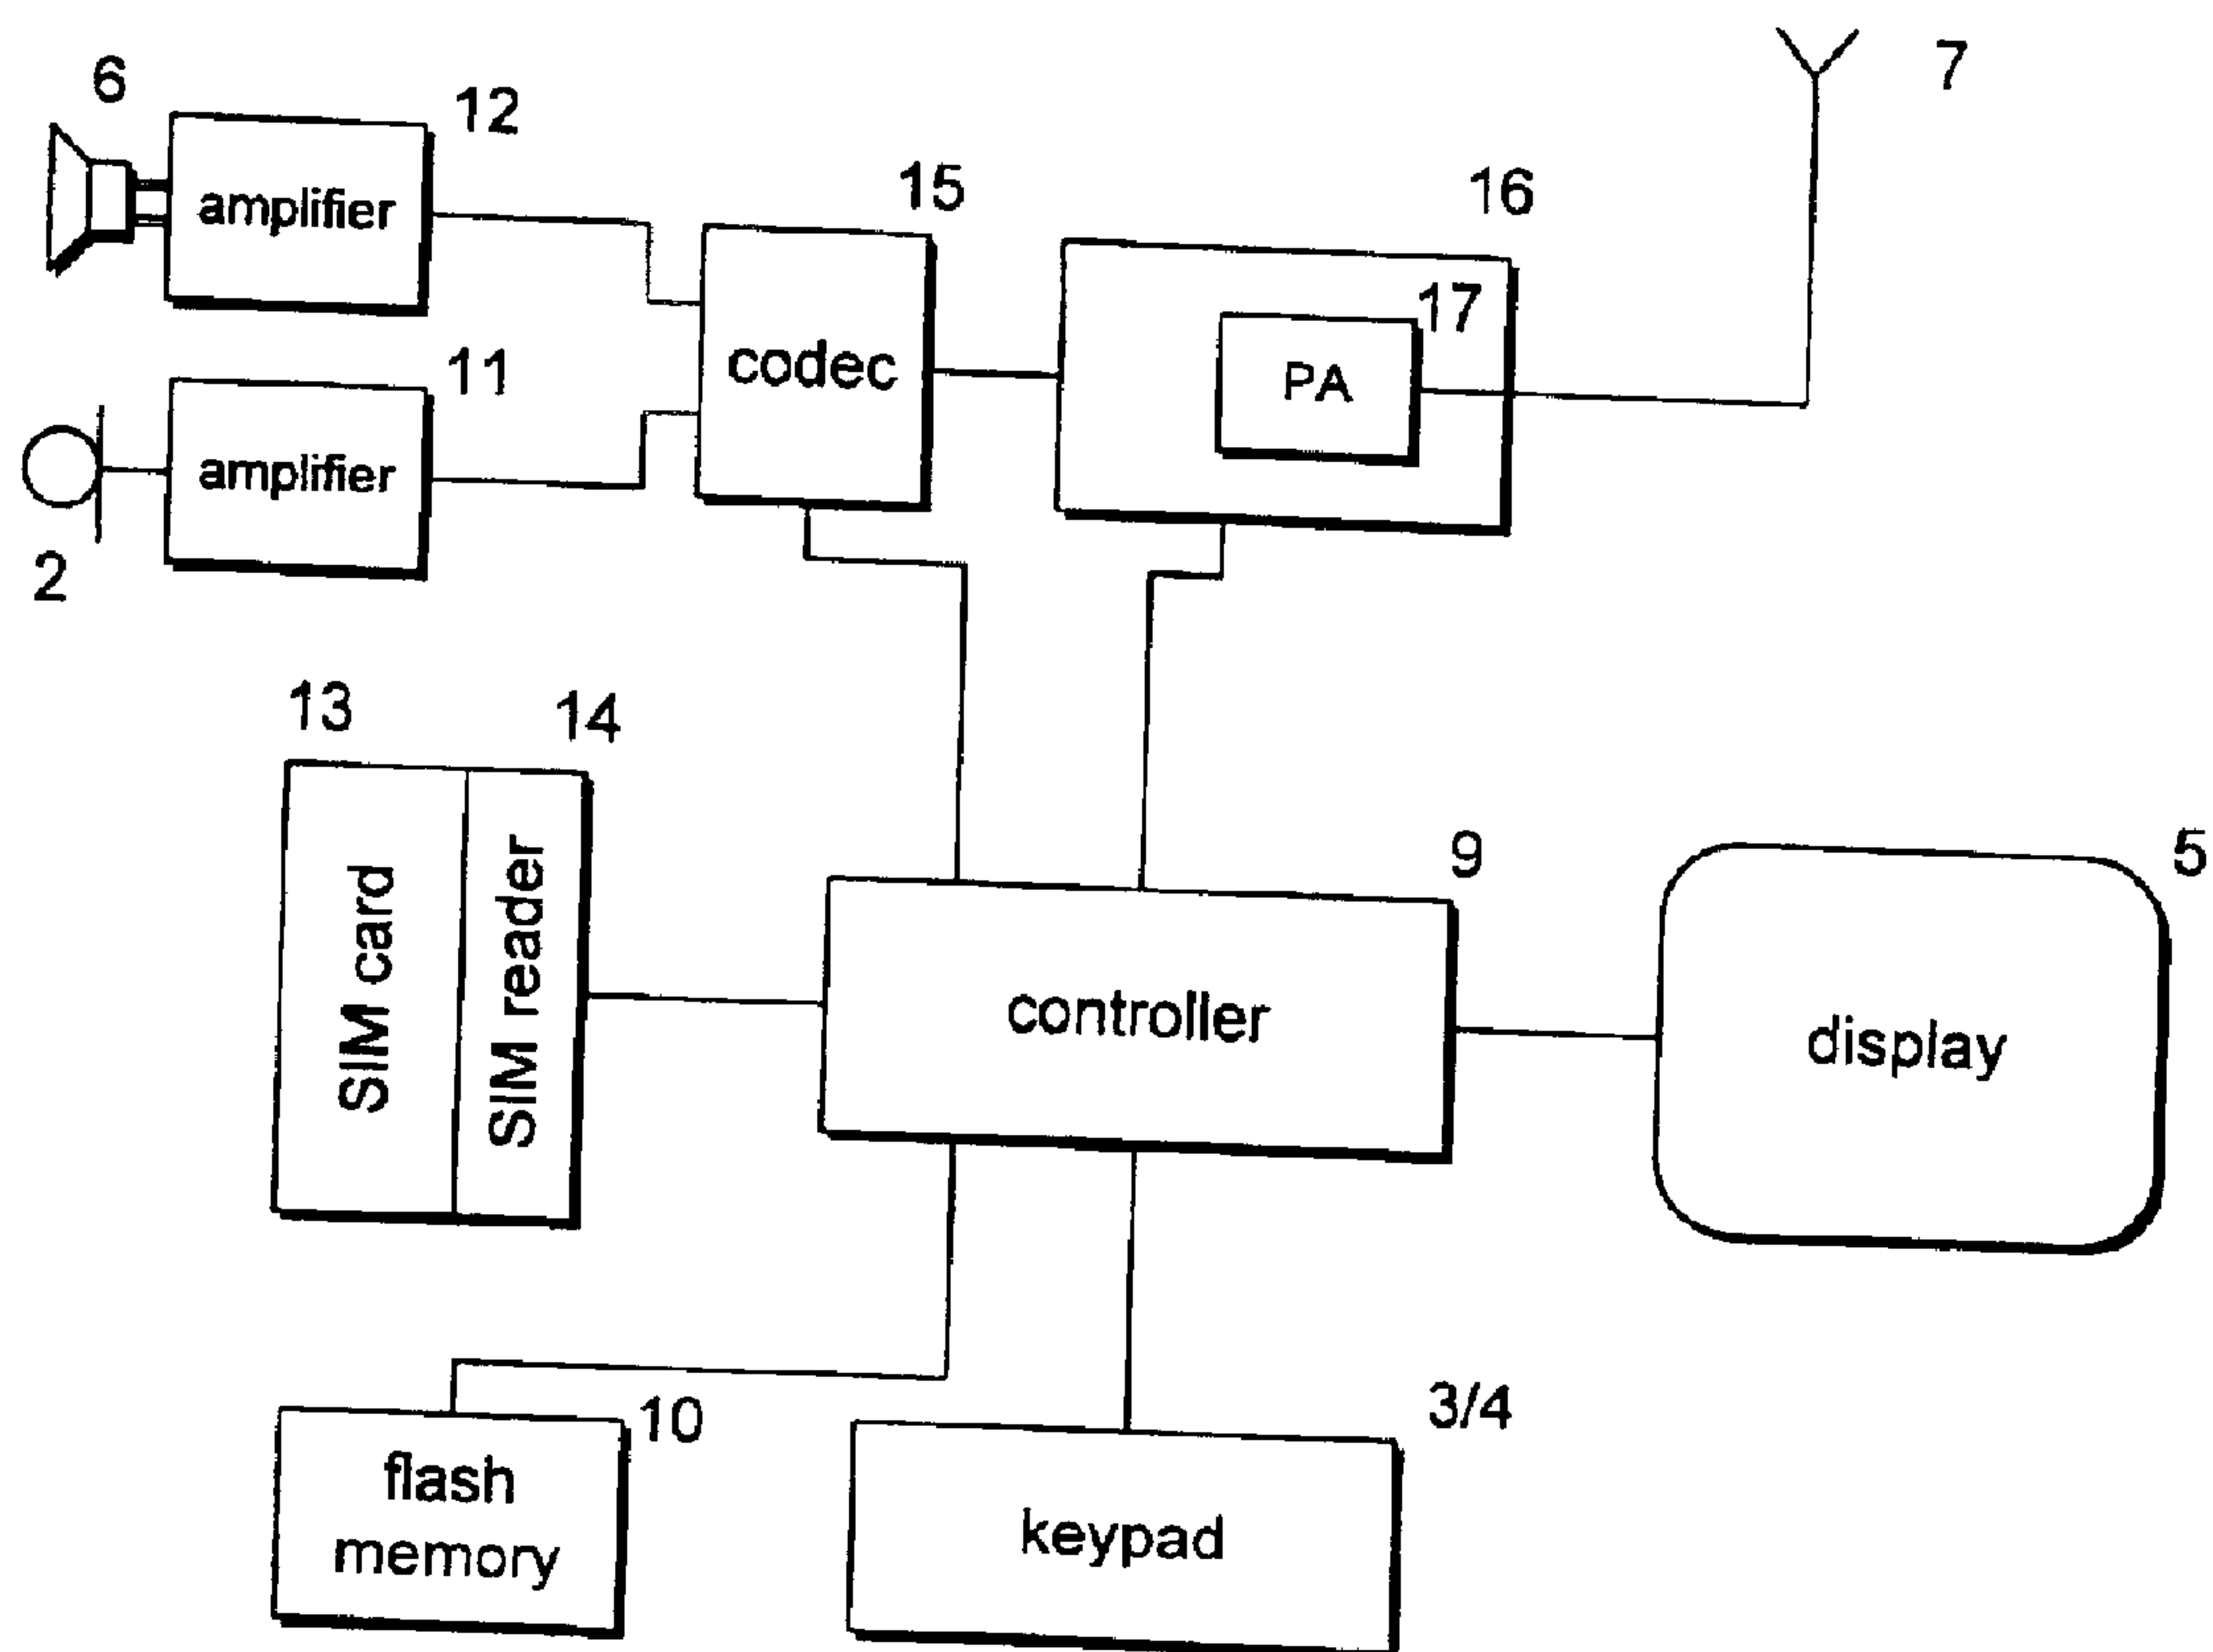 6
12
7
amplifier
15
16
17
11
codec
PA
amplifier
2
13
14
9
5
SIM card
SIM reader
controller
display
10
3/4
flash
memory
keypad